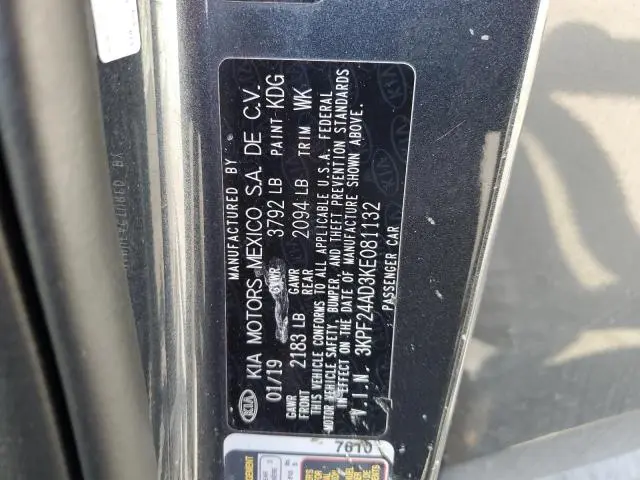 MANUFACTURED BY
KIA KIA MOTORS MEXICO S.A. DE C.V.
01/19 GVWR 3792 LB PAINT KDG
GAWR FRONT 2183 LB GAWR REAR 2094 LB TRIM WK
THIS VEHICLE CONFORMS TO ALL APPLICABLE U.S.A. FEDERAL
MOTOR VEHICLE SAFETY, BUMPER, AND THEFT PREVENTION STANDARDS
IN EFFECT ON THE DATE OF MANUFACTURE SHOWN ABOVE.
V.I.N. 3KPF24AD3KE081132
PASSENGER CAR
7610